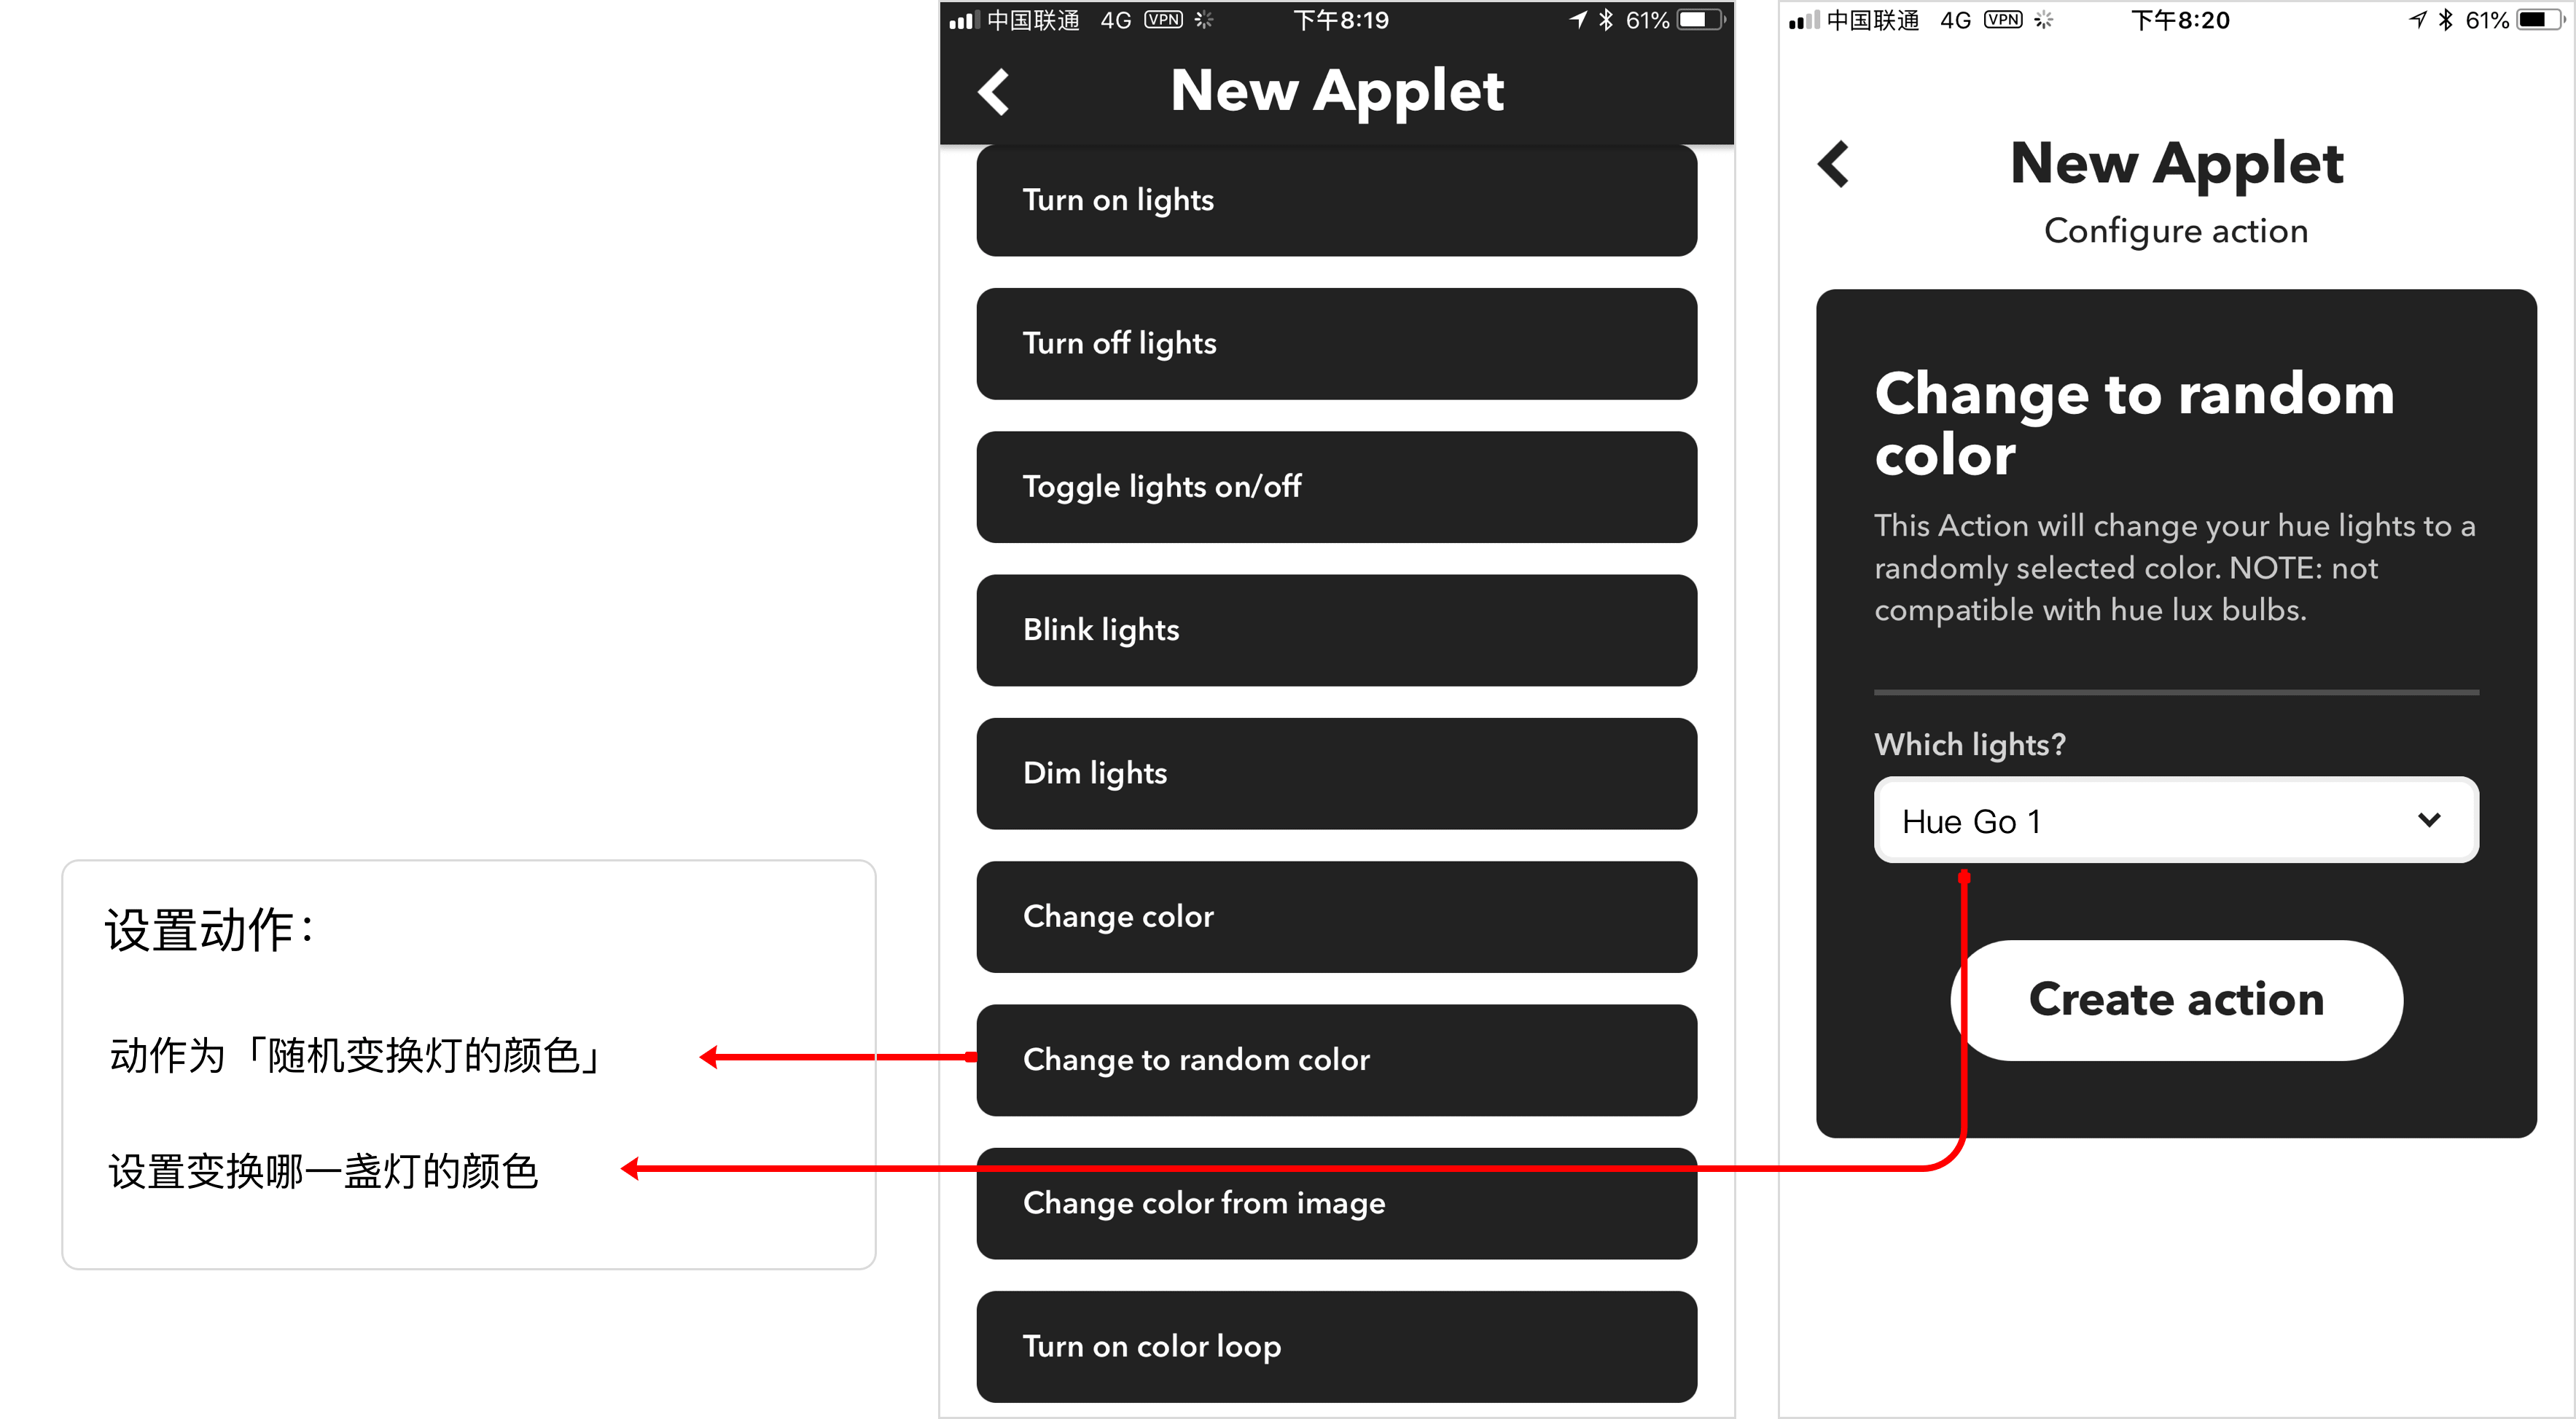 设置动作：
动作为「随机变换灯的颜色」
设置变换哪一盏灯的颜色
中国联通 4G VPN 下午8:19 61%
New Applet
Turn on lights
Turn off lights
Toggle lights on/off
Blink lights
Dim lights
Change color
Change to random color
Change color from image
Turn on color loop
中国联通 4G VPN 下午8:20 61%
New Applet
Configure action
Change to random
color
This Action will change your hue lights to a
randomly selected color. NOTE: not
compatible with hue lux bulbs.
Which lights?
Hue Go 1
Create action